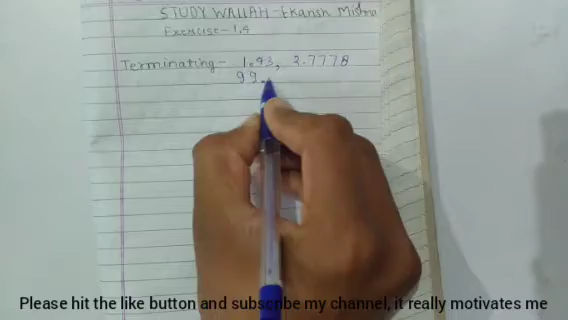 STUDY WALLAH - Ekansh Mishra
Exercise - 1.4
Terminating - 1.93, 2.7778
99.
Please hit the like button and subscribe my channel, it really motivates me